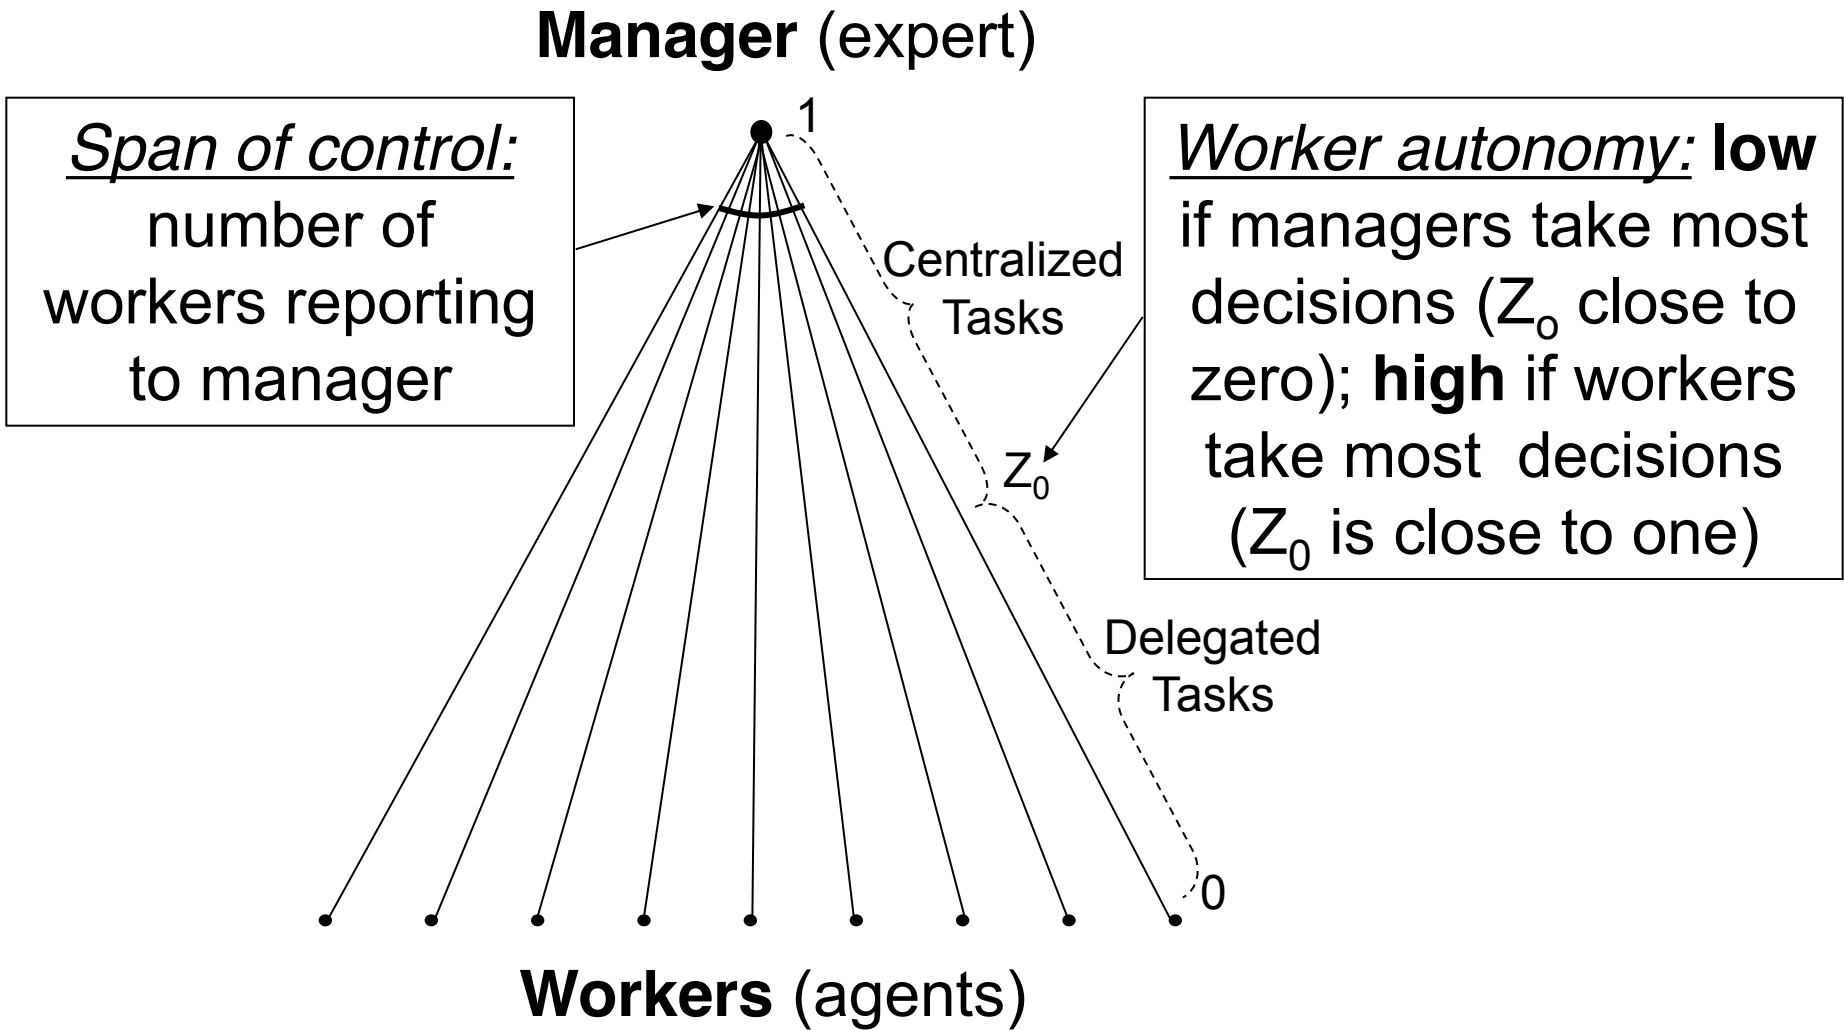 Manager (expert)
Span of control:
number of
workers reporting
to manager
1
Worker autonomy: low
if managers take most
decisions (Zo close to
zero); high if workers
take most decisions
(Z0 is close to one)
Centralized
Tasks
Z0
Delegated
Tasks
0
Workers (agents)